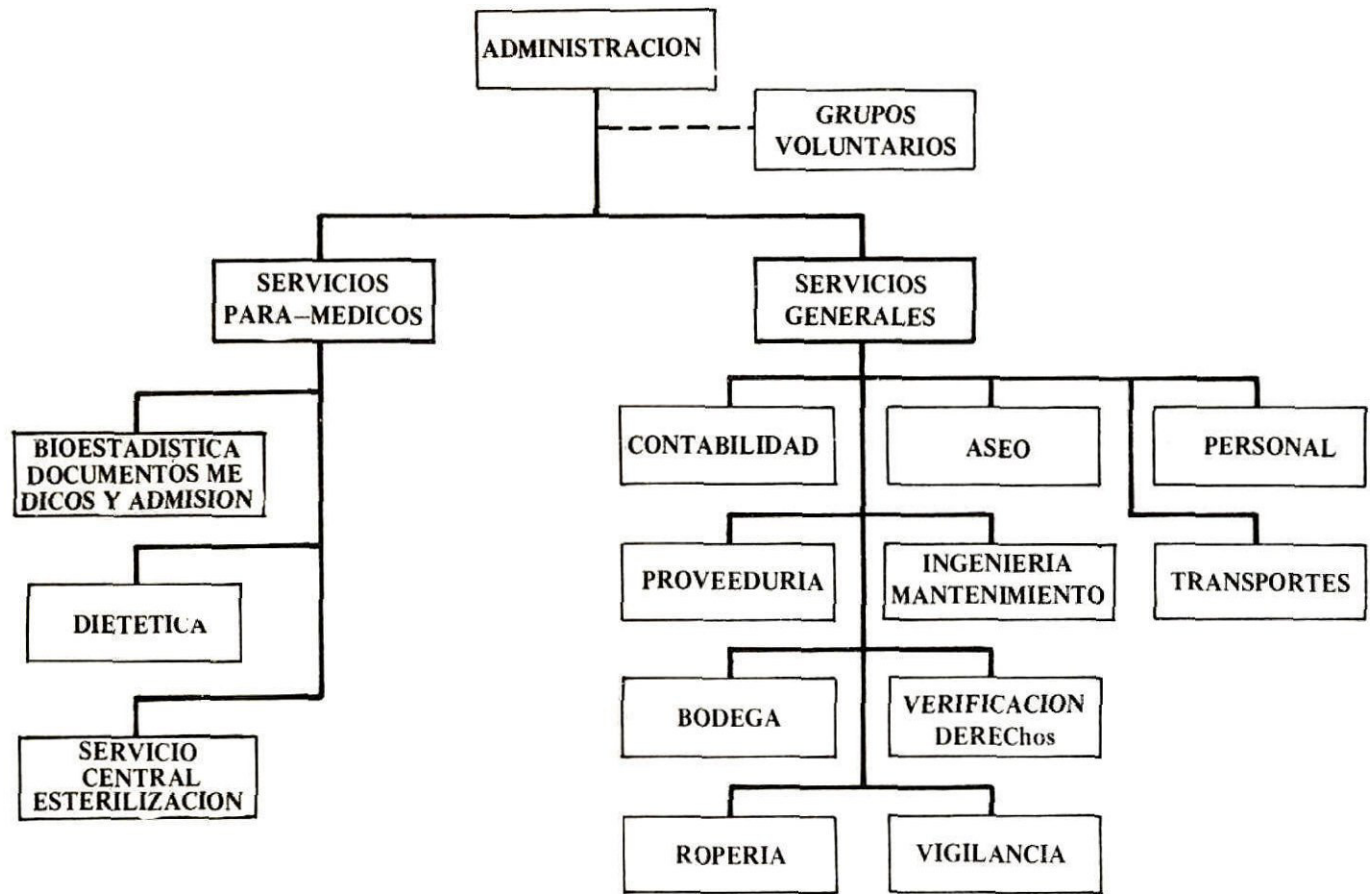 ADMINISTRACION
GRUPOS
VOLUNTARIOS
SERVICIOS
PARA–MEDICOS
SERVICIOS
GENERALES
BIOESTADISTICA
DOCUMENTOS ME
DICOS Y ADMISION
DIETETICA
SERVICIO
CENTRAL
ESTERILIZACION
CONTABILIDAD
ASEO
PERSONAL
PROVEEDURIA
INGENIERIA
MANTENIMIENTO
TRANSPORTES
BODEGA
VERIFICACION
DEREChos
ROPERIA
VIGILANCIA